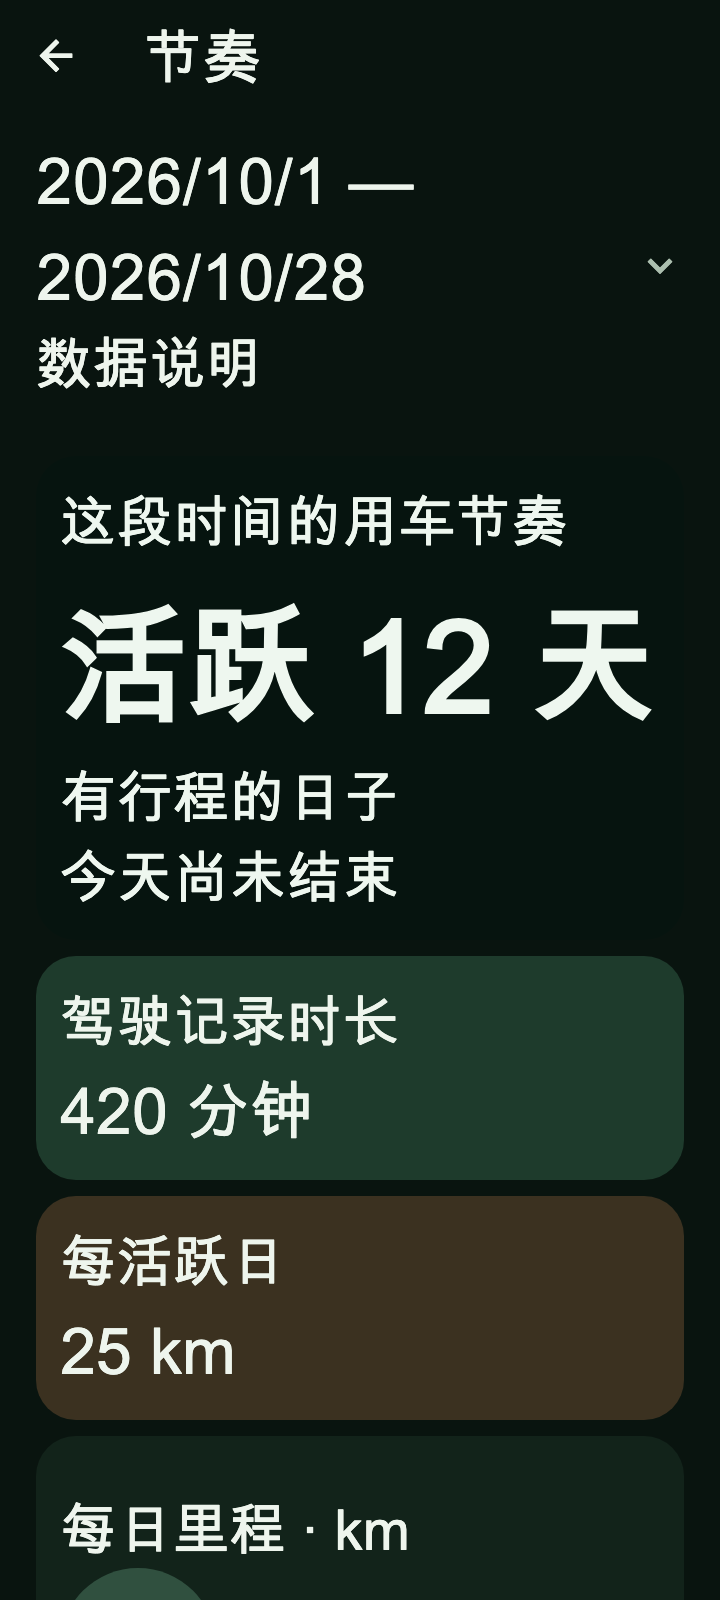 节奏
2026/10/1 —
2026/10/28
数据说明
这段时间的用车节奏
活跃 12 天
有行程的日子
今天尚未结束
驾驶记录时长
420 分钟
每活跃日
25 km
每日里程 · km